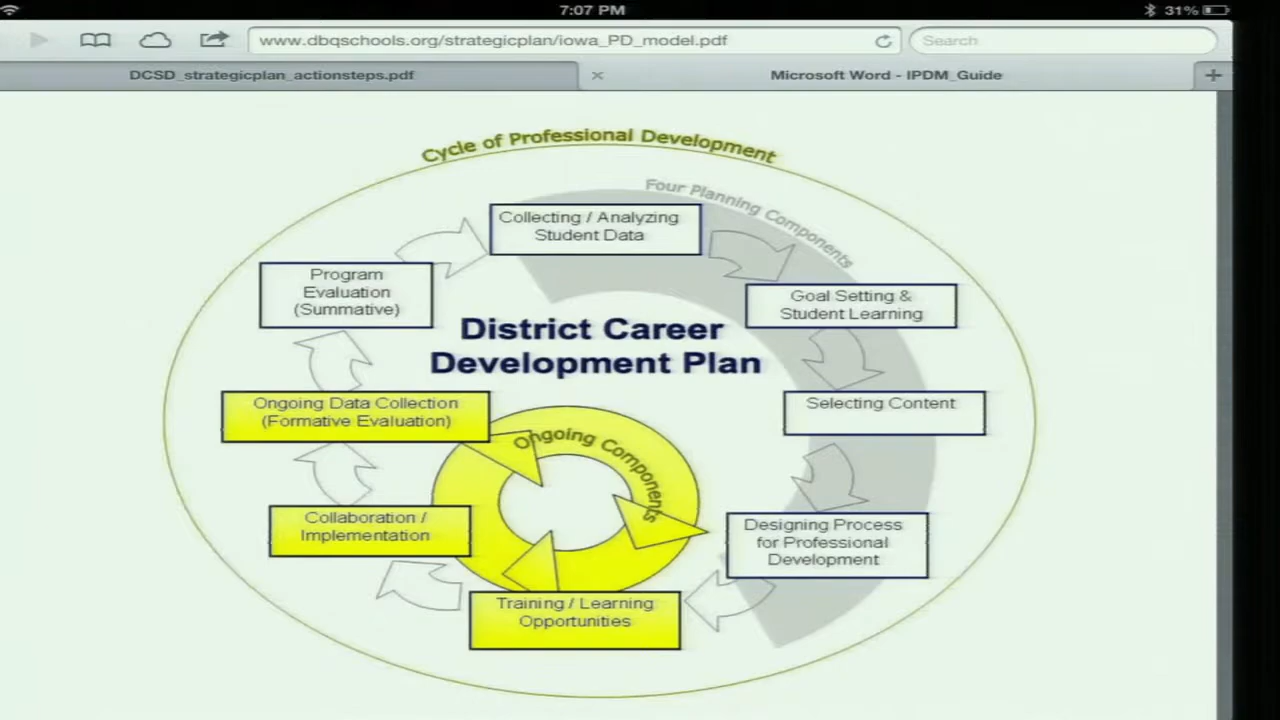 7:07 PM
31%
www.dbqschools.org/strategicplan/iowa_PD_model.pdf
Search
DCSD_strategicplan_actionsteps.pdf
Microsoft Word - IPDM_Guide
Cycle of Professional Development
Four Planning Components
Collecting / Analyzing
Student Data
Program
Evaluation
(Summative)
Goal Setting &
Student Learning
District Career
Development Plan
Ongoing Data Collection
(Formative Evaluation)
Selecting Content
Ongoing Components
Collaboration /
Implementation
Designing Process
for Professional
Development
Training / Learning
Opportunities